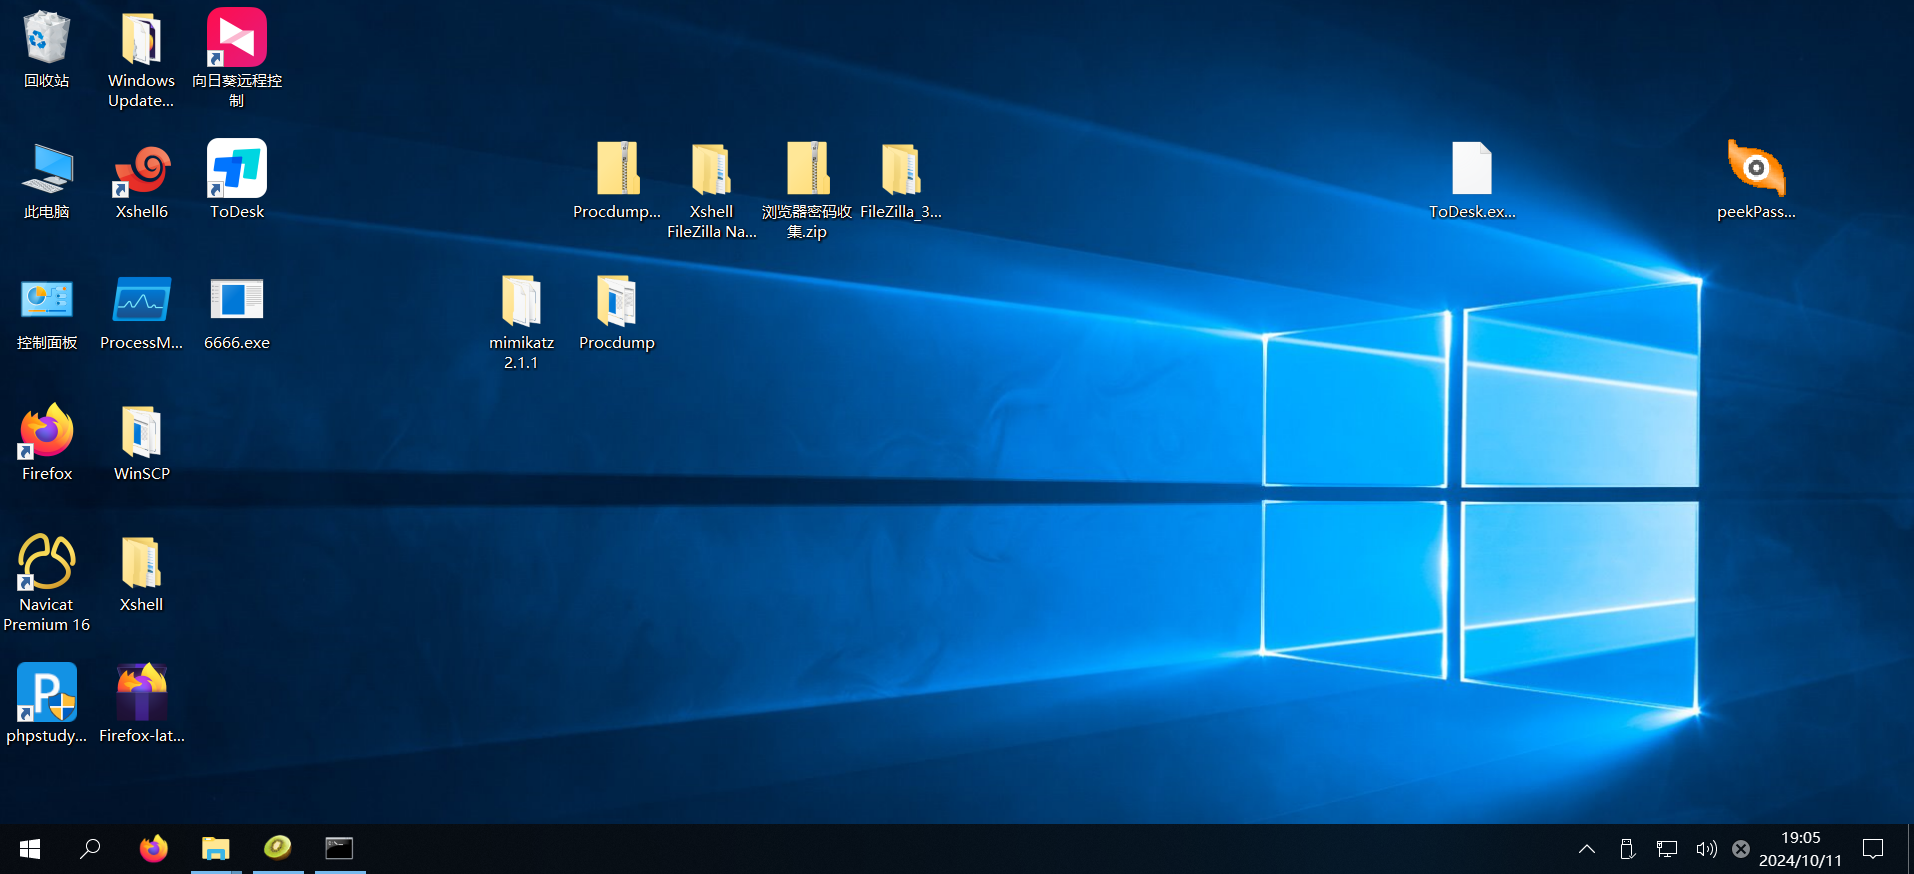 回收站
Windows
Update...
向日葵远程控
制
此电脑
Xshell6
ToDesk
Procdump...
Xshell
FileZilla Na...
浏览器密码收
集.zip
FileZilla_3...
ToDesk.ex...
peekPass...
控制面板
ProcessM...
6666.exe
mimikatz
2.1.1
Procdump
Firefox
WinSCP
Navicat
Premium 16
Xshell
phpstudy...
Firefox-lat...
19:05
2024/10/11